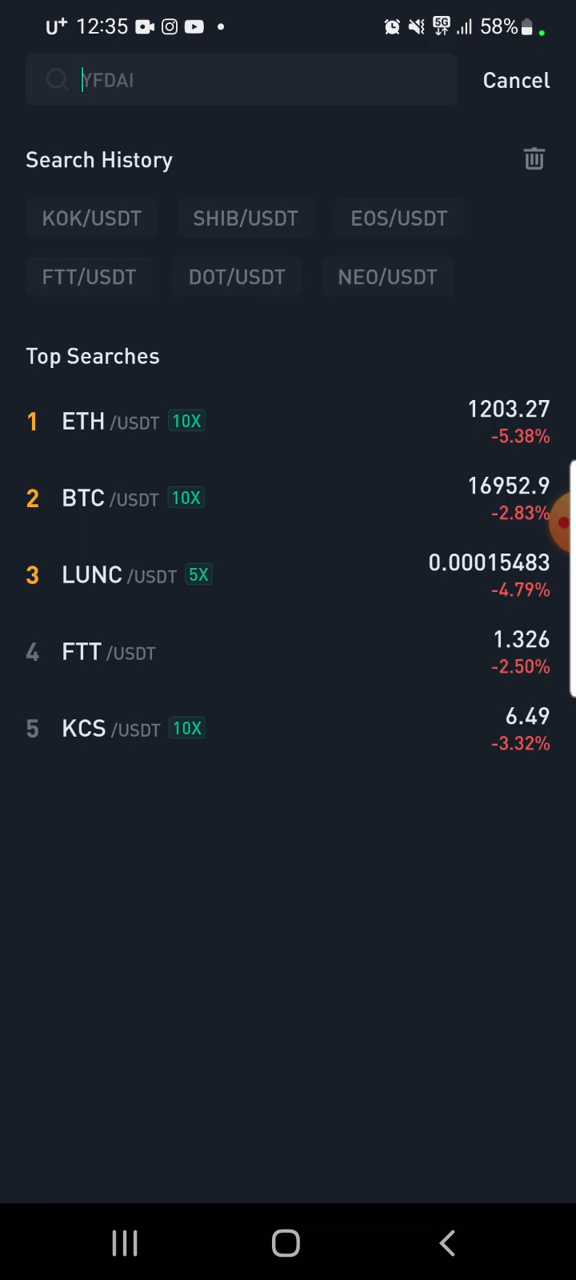 U+ 12:35 5G 58%
YFDAI Cancel
Search History
KOK/USDT SHIB/USDT EOS/USDT
FTT/USDT DOT/USDT NEO/USDT
Top Searches
1 ETH /USDT 10X 1203.27
-5.38%
2 BTC /USDT 10X 16952.9
-2.83%
3 LUNC /USDT 5X 0.00015483
-4.79%
4 FTT /USDT 1.326
-2.50%
5 KCS /USDT 10X 6.49
-3.32%